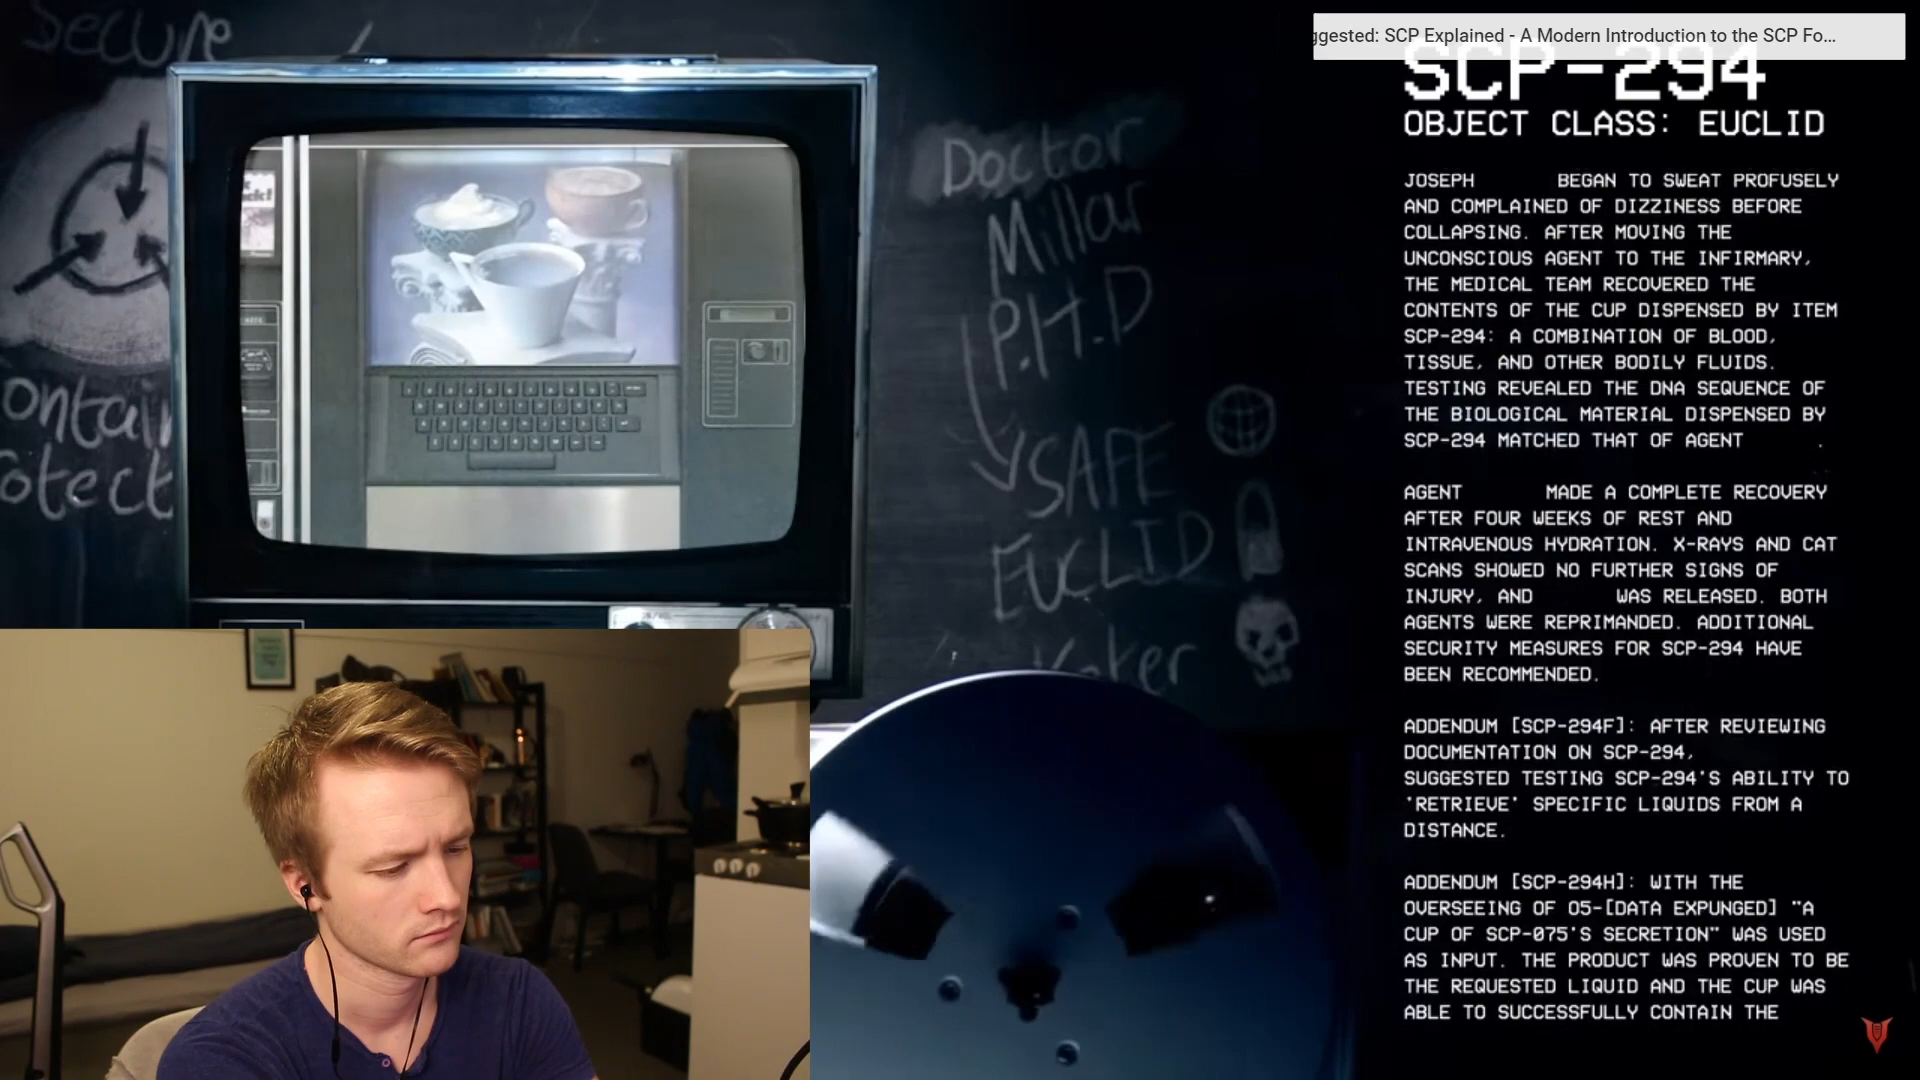 Secure
ggested: SCP Explained - A Modern Introduction to the SCP Fo...
SCP-294
OBJECT CLASS: EUCLID
JOSEPH BEGAN TO SWEAT PROFUSELY
AND COMPLAINED OF DIZZINESS BEFORE
COLLAPSING. AFTER MOVING THE
UNCONSCIOUS AGENT TO THE INFIRMARY,
THE MEDICAL TEAM RECOVERED THE
CONTENTS OF THE CUP DISPENSED BY ITEM
SCP-294: A COMBINATION OF BLOOD,
TISSUE, AND OTHER BODILY FLUIDS.
TESTING REVEALED THE DNA SEQUENCE OF
THE BIOLOGICAL MATERIAL DISPENSED BY
SCP-294 MATCHED THAT OF AGENT .
AGENT MADE A COMPLETE RECOVERY
AFTER FOUR WEEKS OF REST AND
INTRAVENOUS HYDRATION. X-RAYS AND CAT
SCANS SHOWED NO FURTHER SIGNS OF
INJURY, AND WAS RELEASED. BOTH
AGENTS WERE REPRIMANDED. ADDITIONAL
SECURITY MEASURES FOR SCP-294 HAVE
BEEN RECOMMENDED.
ADDENDUM [SCP-294F]: AFTER REVIEWING
DOCUMENTATION ON SCP-294,
SUGGESTED TESTING SCP-294'S ABILITY TO
'RETRIEVE' SPECIFIC LIQUIDS FROM A
DISTANCE.
ADDENDUM [SCP-294H]: WITH THE
OVERSEEING OF O5-[DATA EXPUNGED] "A
CUP OF SCP-075'S SECRETION" WAS USED
AS INPUT. THE PRODUCT WAS PROVEN TO BE
THE REQUESTED LIQUID AND THE CUP WAS
ABLE TO SUCCESSFULLY CONTAIN THE
Doctor
Millar
P.H.D
SAFE
EUCLID
ontain
otect